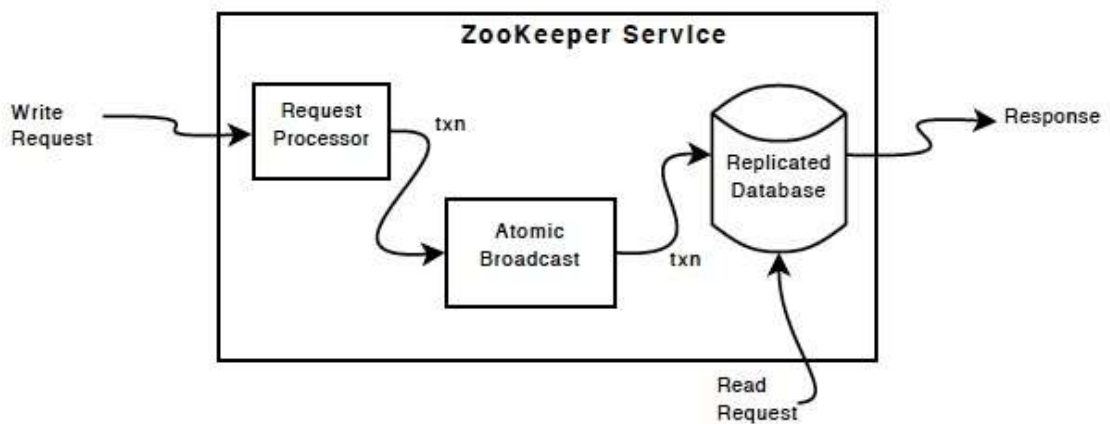 ZooKeeper Service
Write
Request
Request
Processor
txn
Atomic
Broadcast
txn
Replicated
Database
Response
Read
Request